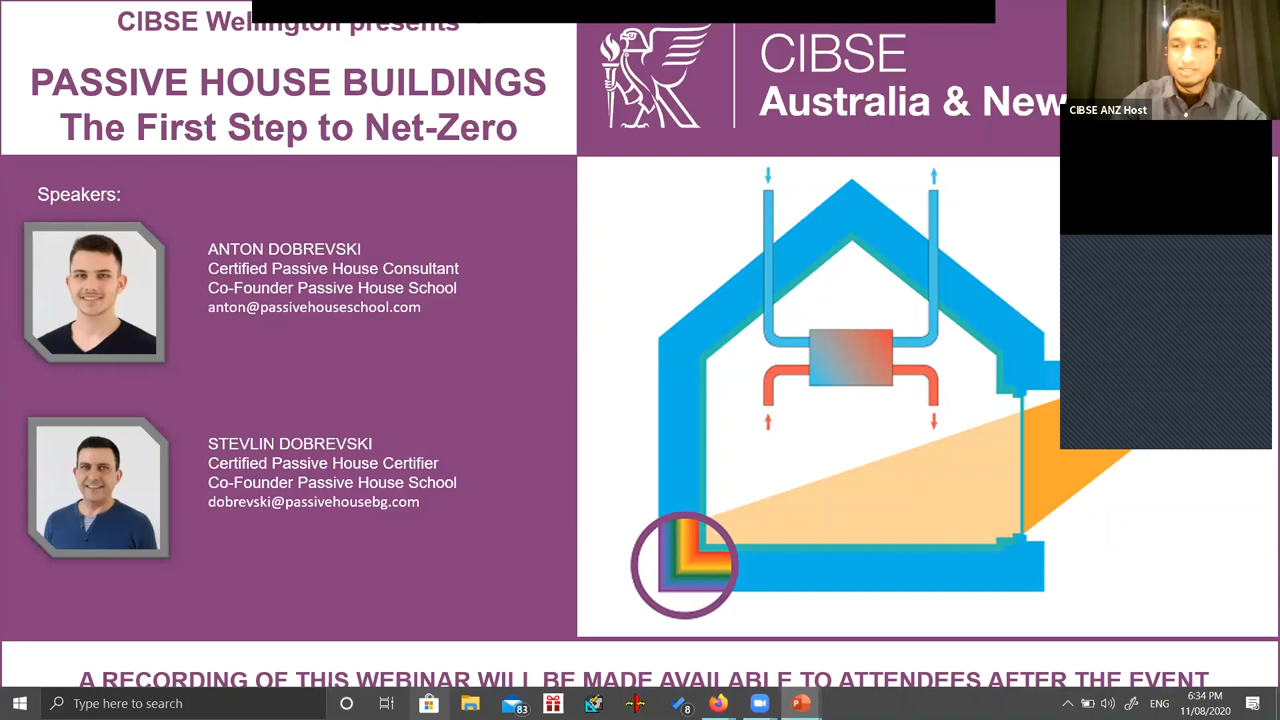 CIBSE Wellington presents
PASSIVE HOUSE BUILDINGS
The First Step to Net-Zero
CIBSE
Australia & New
CIBSE ANZ Host
Speakers:
ANTON DOBREVSKI
Certified Passive House Consultant
Co-Founder Passive House School
anton@passivehouseschool.com
STEVLIN DOBREVSKI
Certified Passive House Certifier
Co-Founder Passive House School
dobrevski@passivehousebg.com
A RECORDING OF THIS WEBINAR WILL BE MADE AVAILABLE TO ATTENDEES AFTER THE EVENT
Type here to search
83
8
ENG
6:34 PM
11/08/2020